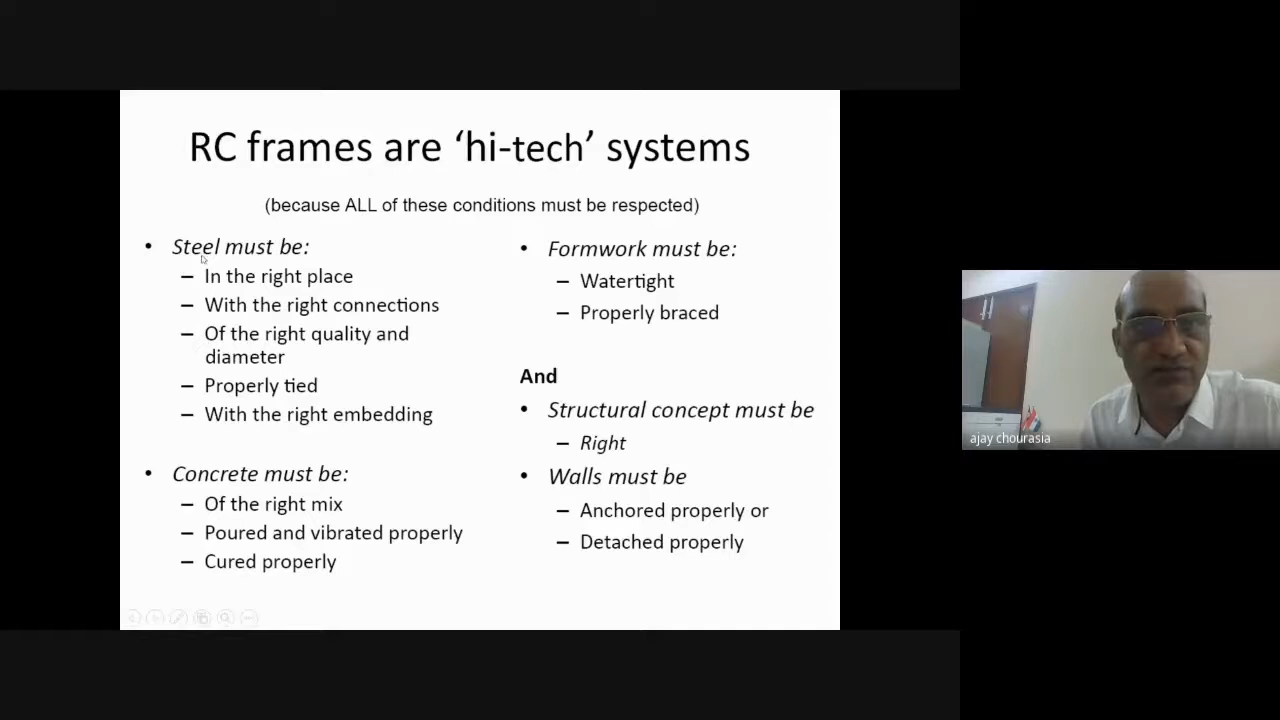 RC frames are ‘hi-tech’ systems
(because ALL of these conditions must be respected)
• Steel must be:
– In the right place
– With the right connections
– Of the right quality and
diameter
– Properly tied
– With the right embedding
• Concrete must be:
– Of the right mix
– Poured and vibrated properly
– Cured properly
• Formwork must be:
– Watertight
– Properly braced
And
• Structural concept must be
– Right
• Walls must be
– Anchored properly or
– Detached properly
ajay chourasia